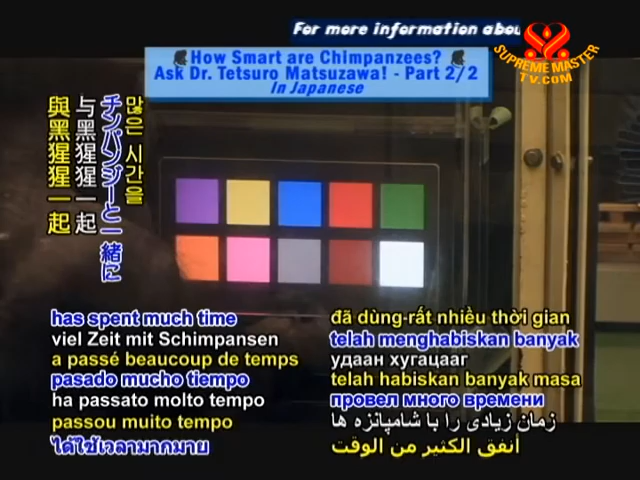 For more information abou
SUPREME MASTER
TV.COM
How Smart are Chimpanzees?
Ask Dr. Tetsuro Matsuzawa! - Part 2/2
In Japanese
많은 시간을
チンパンジーと一緒に
与黑猩猩一起
與黑猩猩一起
has spent much time
viel Zeit mit Schimpansen
a passé beaucoup de temps
pasado mucho tiempo
ha passato molto tempo
passou muito tempo
ได้ใช้เวลามากมาย
đã dùng-rất nhiều thời gian
telah menghabiskan banyak
удаан хугацааг
telah habiskan banyak masa
провел много времени
زمان زیادی را با شامپانزه ها
أنفق الكثير من الوقت